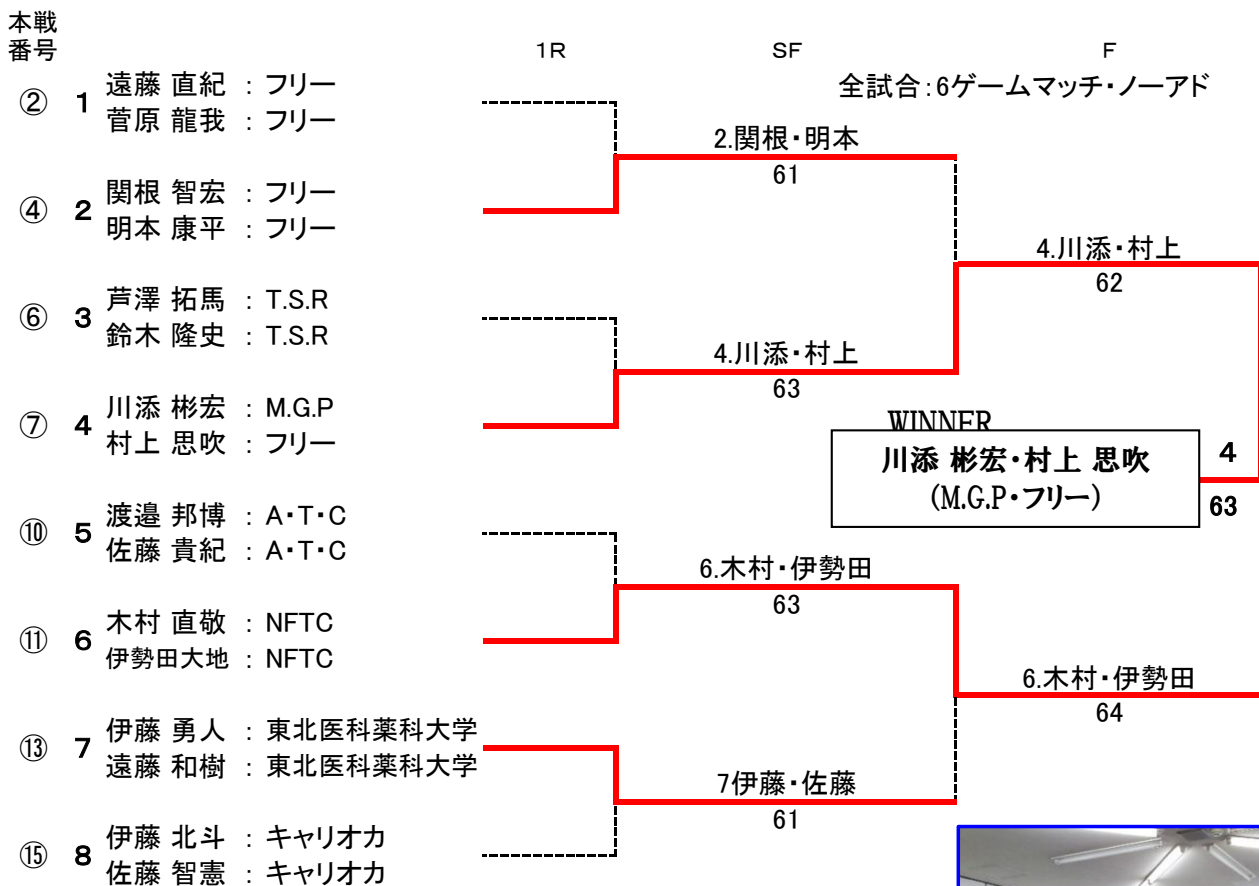 本戦
番号
1R SF F
全試合:6ゲームマッチ・ノーアド
② 1 遠藤 直紀 : フリー
菅原 龍我 : フリー
2.関根・明本
61
④ 2 関根 智宏 : フリー
明本 康平 : フリー
4.川添・村上
62
⑥ 3 芦澤 拓馬 : T.S.R
鈴木 隆史 : T.S.R
4.川添・村上
63
⑦ 4 川添 彬宏 : M.G.P
村上 思吹 : フリー
WINNER
川添 彬宏・村上 思吹
(M.G.P・フリー)
4
63
⑩ 5 渡邉 邦博 : A・T・C
佐藤 貴紀 : A・T・C
6.木村・伊勢田
63
⑪ 6 木村 直敬 : NFTC
伊勢田大地 : NFTC
6.木村・伊勢田
64
⑬ 7 伊藤 勇人 : 東北医科薬科大学
遠藤 和樹 : 東北医科薬科大学
7伊藤・佐藤
61
⑮ 8 伊藤 北斗 : キャリオカ
佐藤 智憲 : キャリオカ